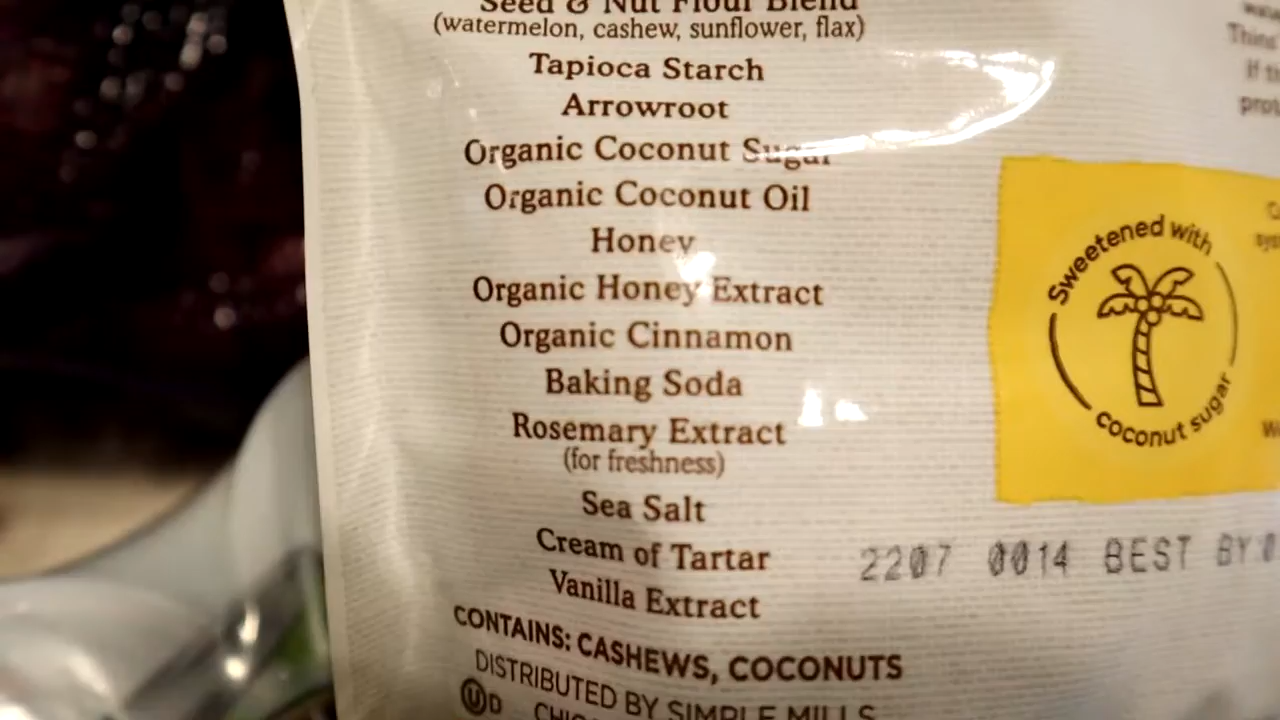 Seed & Nut Flour Blend
(watermelon, cashew, sunflower, flax)
Tapioca Starch
Arrowroot
Organic Coconut Sugar
Organic Coconut Oil
Honey
Organic Honey Extract
Organic Cinnamon
Baking Soda
Rosemary Extract
(for freshness)
Sea Salt
Cream of Tartar
Vanilla Extract
CONTAINS: CASHEWS, COCONUTS
DISTRIBUTED BY SIMPLE MILLS
UD
Sweetened with
coconut sugar
2207 0014 BEST BY:
If